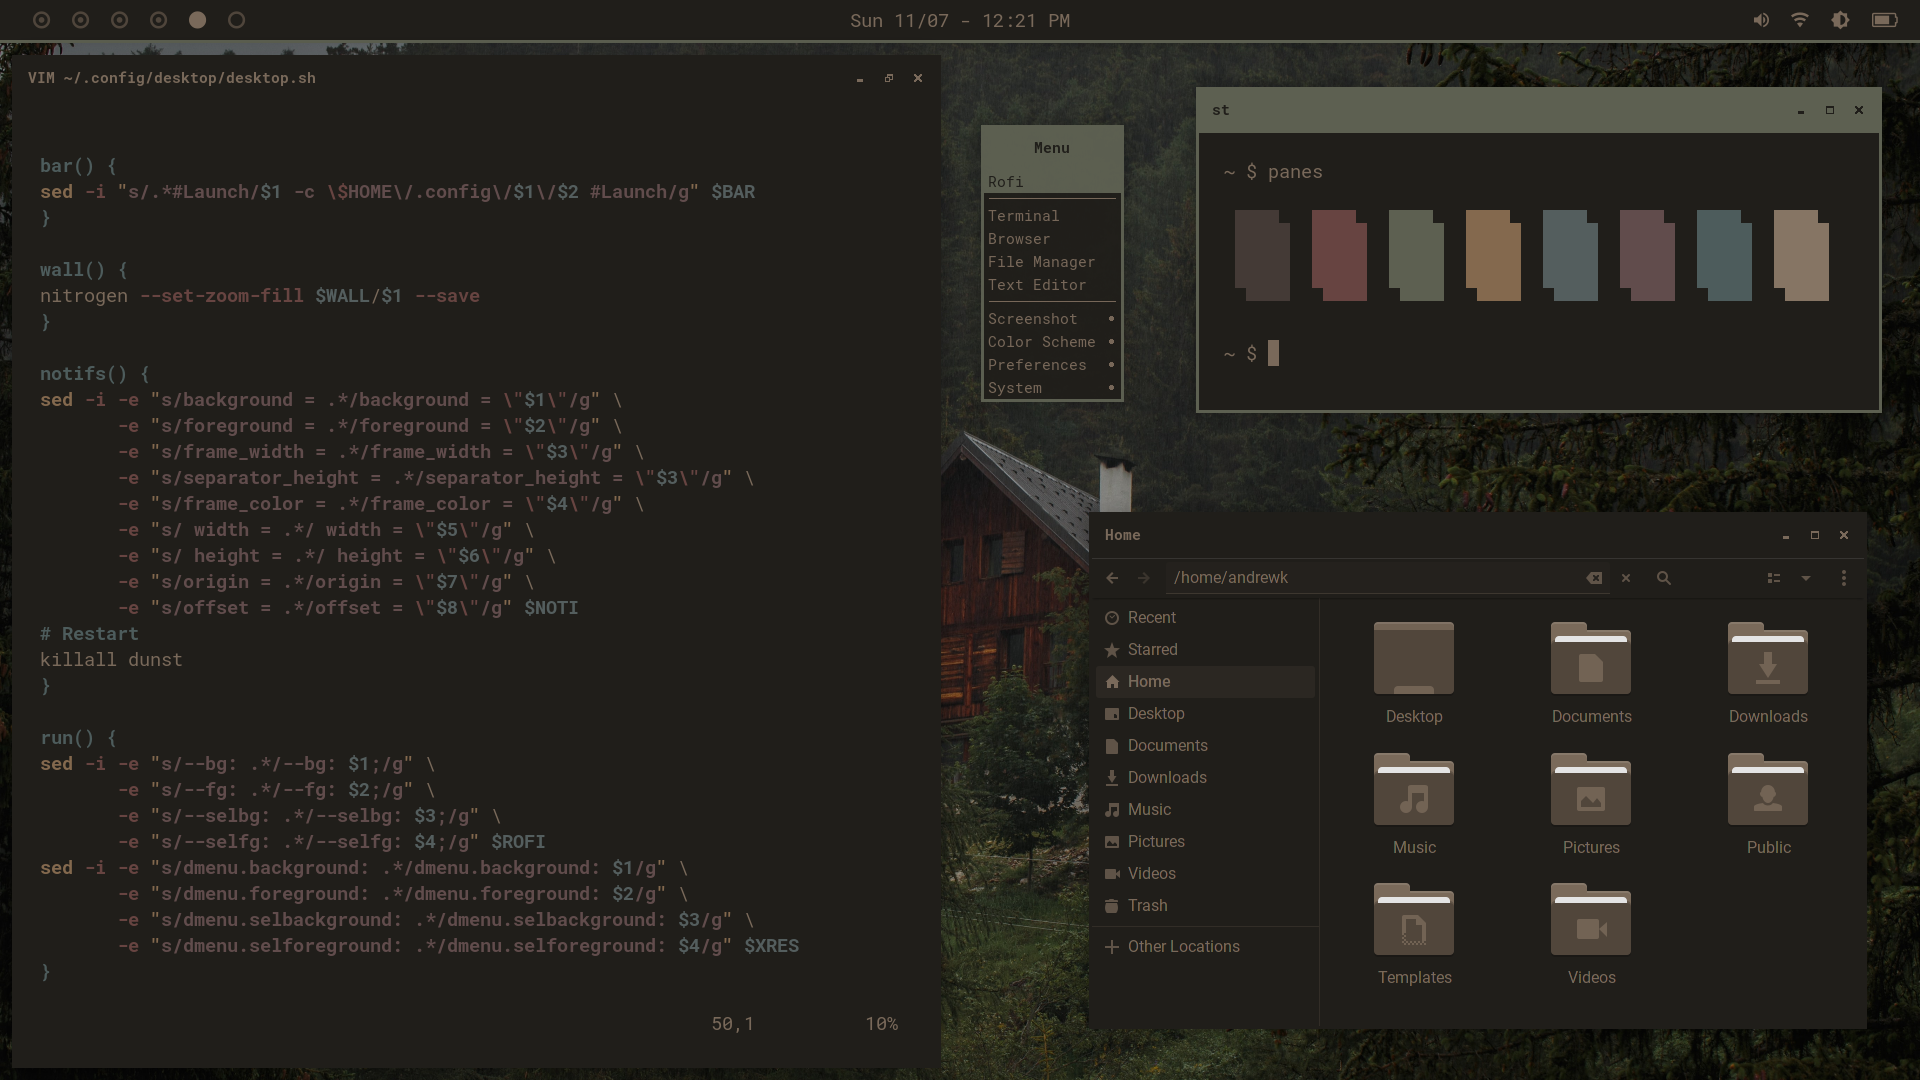 Sun 11/07 - 12:21 PM
VIM ~/.config/desktop/desktop.sh
bar() {
sed -i "s/.*#Launch/$1 -c \$HOME\/.config\/$1\/$2 #Launch/g" $BAR
}
wall() {
nitrogen --set-zoom-fill $WALL/$1 --save
}
notifs() {
sed -i -e "s/background = .*/background = \"$1\"/g" \
-e "s/foreground = .*/foreground = \"$2\"/g" \
-e "s/frame_width = .*/frame_width = \"$3\"/g" \
-e "s/separator_height = .*/separator_height = \"$3\"/g" \
-e "s/frame_color = .*/frame_color = \"$4\"/g" \
-e "s/ width = .*/ width = \"$5\"/g" \
-e "s/ height = .*/ height = \"$6\"/g" \
-e "s/origin = .*/origin = \"$7\"/g" \
-e "s/offset = .*/offset = \"$8\"/g" $NOTI
# Restart
killall dunst
}
run() {
sed -i -e "s/--bg: .*/--bg: $1;/g" \
-e "s/--fg: .*/--fg: $2;/g" \
-e "s/--selbg: .*/--selbg: $3;/g" \
-e "s/--selfg: .*/--selfg: $4;/g" $ROFI
sed -i -e "s/dmenu.background: .*/dmenu.background: $1/g" \
-e "s/dmenu.foreground: .*/dmenu.foreground: $2/g" \
-e "s/dmenu.selbackground: .*/dmenu.selbackground: $3/g" \
-e "s/dmenu.selforeground: .*/dmenu.selforeground: $4/g" $XRES
}
50,1 10%
Menu
Rofi
Terminal
Browser
File Manager
Text Editor
Screenshot
Color Scheme
Preferences
System
st
~ $ panes
~ $
Home
/home/andrewk
Recent
Starred
Home
Desktop
Documents
Downloads
Music
Pictures
Videos
Trash
Other Locations
Desktop
Documents
Downloads
Music
Pictures
Public
Templates
Videos